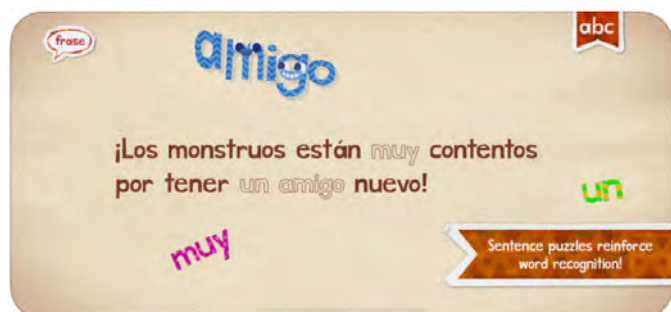 frase
abc
amigo
¡Los monstruos están muy contentos
por tener un amigo nuevo!
un
muy
Sentence puzzles reinforce
word recognition!